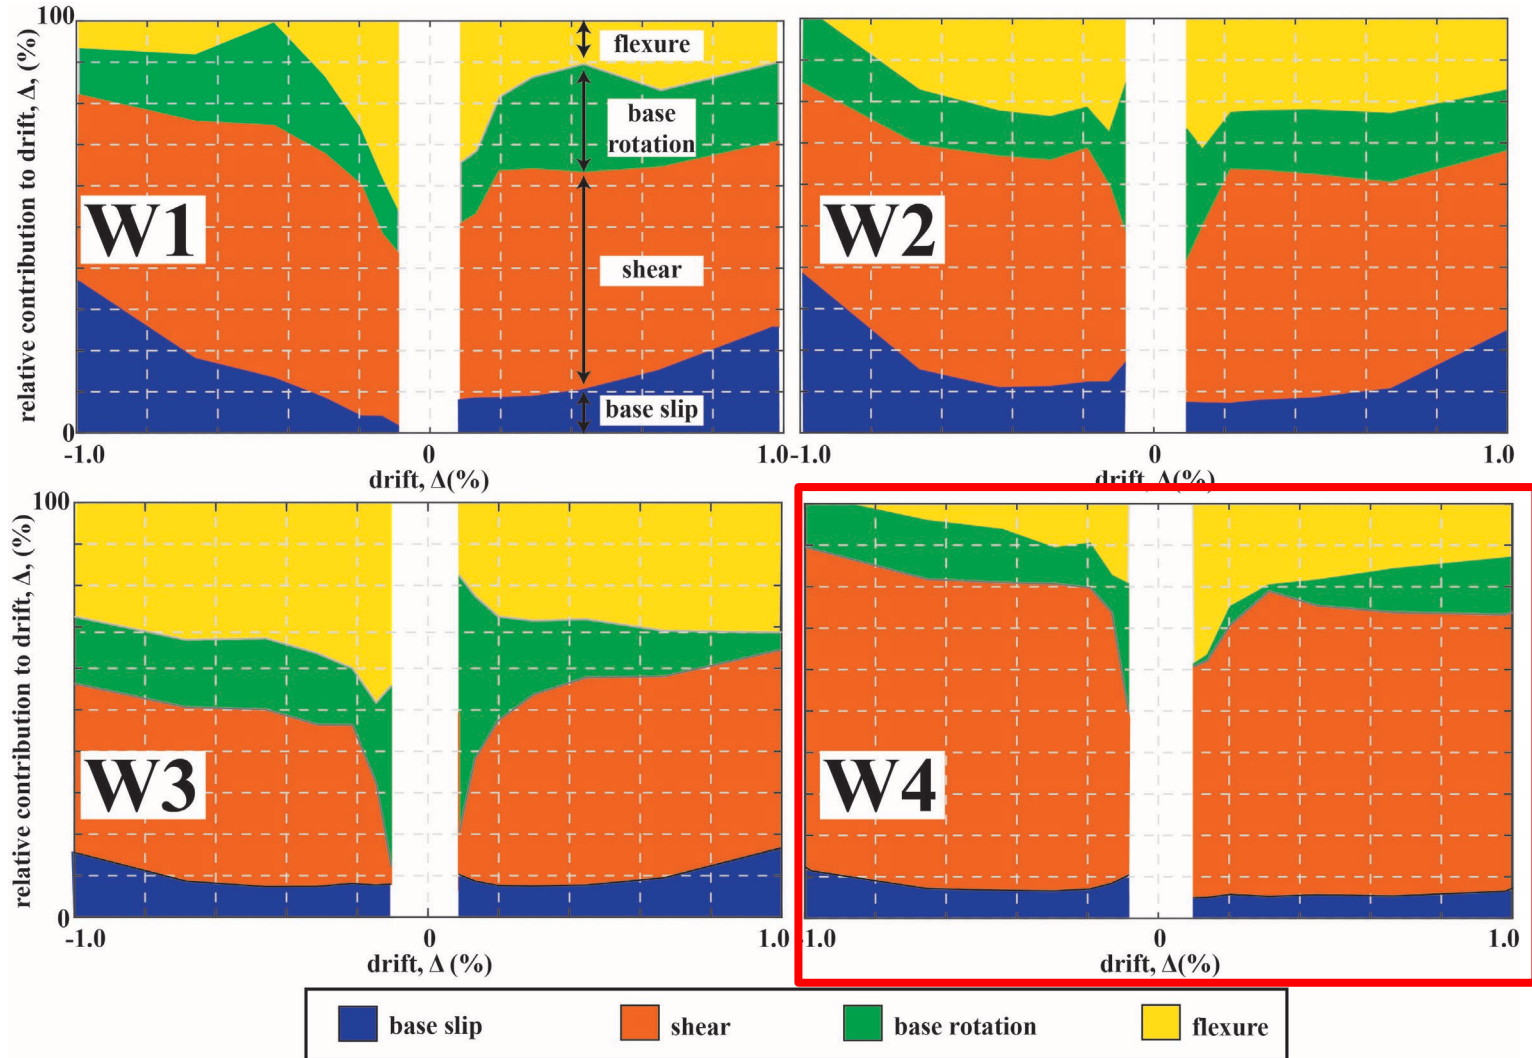 relative contribution to drift, Δ, (%)
100
0
W1
flexure
base
rotation
shear
base slip
-1.0
0
1.0
drift, Δ(%)
W2
-1.0
0
1.0
drift, Δ(%)
relative contribution to drift, Δ, (%)
100
0
W3
-1.0
0
1.0
drift, Δ (%)
W4
-1.0
0
1.0
drift, Δ(%)
base slip
shear
base rotation
flexure